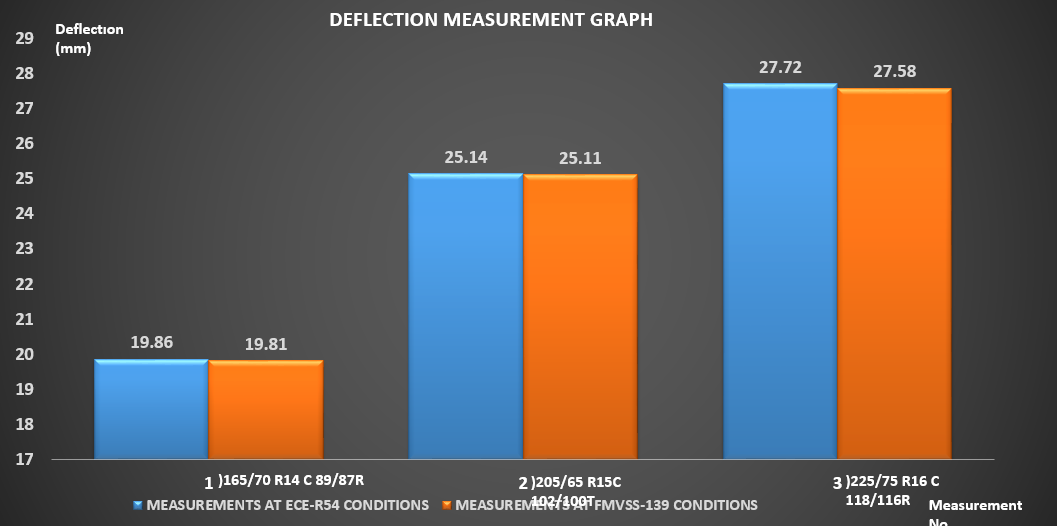 DEFLECTION MEASUREMENT GRAPH
Deflection
(mm)
29
28
27
26
25
24
23
22
21
20
19
18
17
19.86
19.81
25.14
25.11
27.72
27.58
1 )165/70 R14 C 89/87R
2 )205/65 R15C
102/100T
3 )225/75 R16 C
118/116R
MEASUREMENTS AT ECE-R54 CONDITIONS
MEASUREMENTS AT FMVSS-139 CONDITIONS
Measurement
No